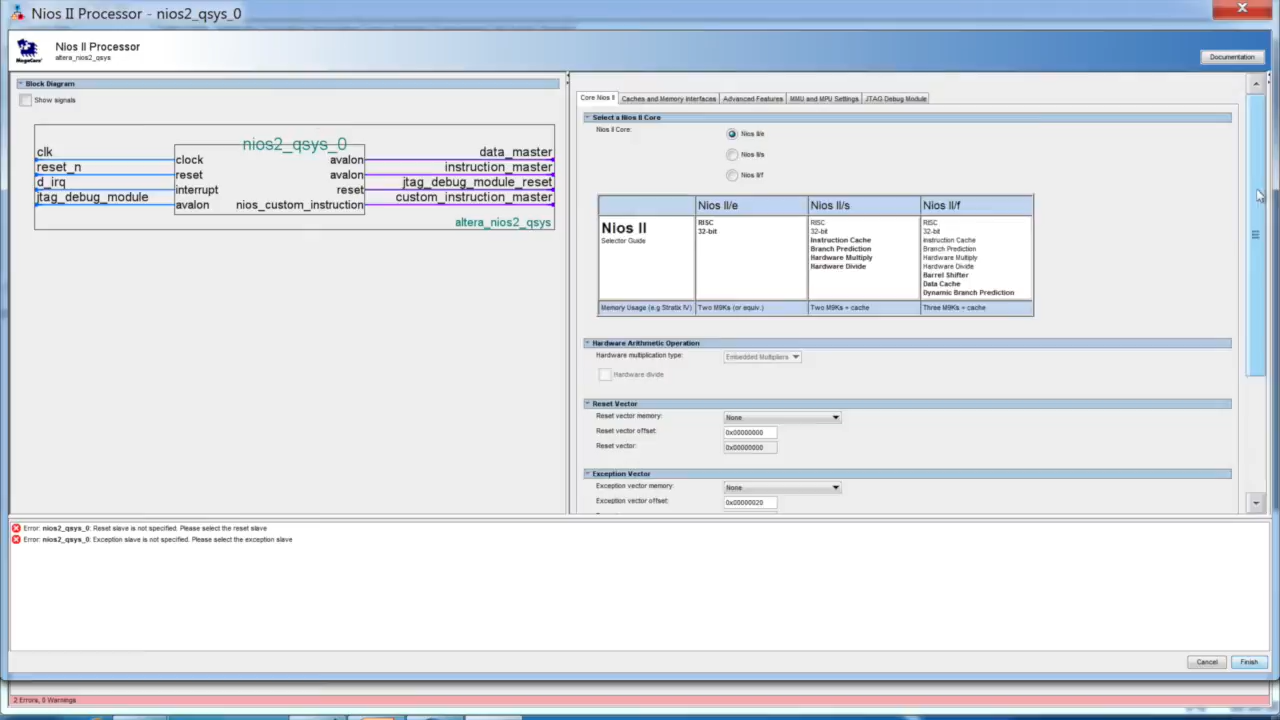 Nios II Processor - nios2_qsys_0
Nios II Processor
altera_nios2_qsys
MegaCore
Documentation
Block Diagram
Show signals
nios2_qsys_0
clk
reset_n
d_irq
jtag_debug_module
clock
reset
interrupt
avalon
avalon
avalon
reset
nios_custom_instruction
data_master
instruction_master
jtag_debug_module_reset
custom_instruction_master
altera_nios2_qsys
Core Nios II
Caches and Memory Interfaces
Advanced Features
MMU and MPU Settings
JTAG Debug Module
Select a Nios II Core
Nios II Core:
Nios II/e
Nios II/s
Nios II/f
Nios II/e
Nios II/s
Nios II/f
Nios II
Selector Guide
RISC
32-bit
RISC
32-bit
Instruction Cache
Branch Prediction
Hardware Multiply
Hardware Divide
RISC
32-bit
Instruction Cache
Branch Prediction
Hardware Multiply
Hardware Divide
Barrel Shifter
Data Cache
Dynamic Branch Prediction
Memory Usage (e.g Stratix IV)
Two M9Ks (or equiv.)
Two M9Ks + cache
Three M9Ks + cache
Hardware Arithmetic Operation
Hardware multiplication type:
Embedded Multipliers
Hardware divide
Reset Vector
Reset vector memory:
None
Reset vector offset:
0x00000000
Reset vector:
0x00000000
Exception Vector
Exception vector memory:
None
Exception vector offset:
0x00000020
Error: nios2_qsys_0: Reset slave is not specified. Please select the reset slave
Error: nios2_qsys_0: Exception slave is not specified. Please select the exception slave
Cancel
Finish
2 Errors, 0 Warnings